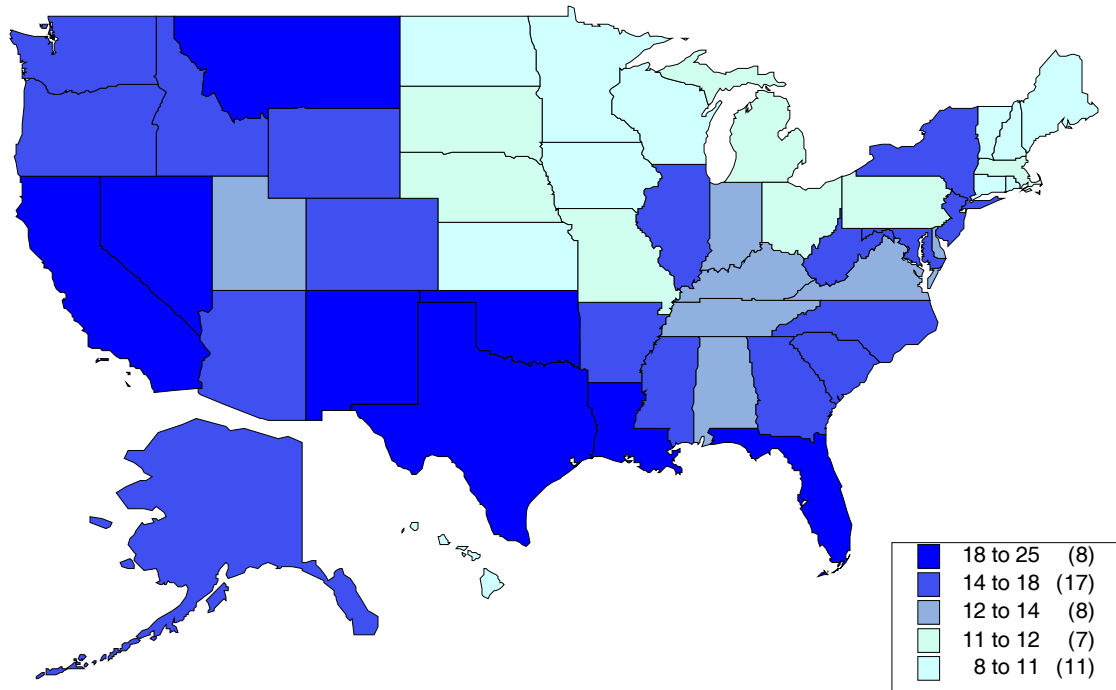 18 to 25 (8)
14 to 18 (17)
12 to 14 (8)
11 to 12 (7)
8 to 11 (11)